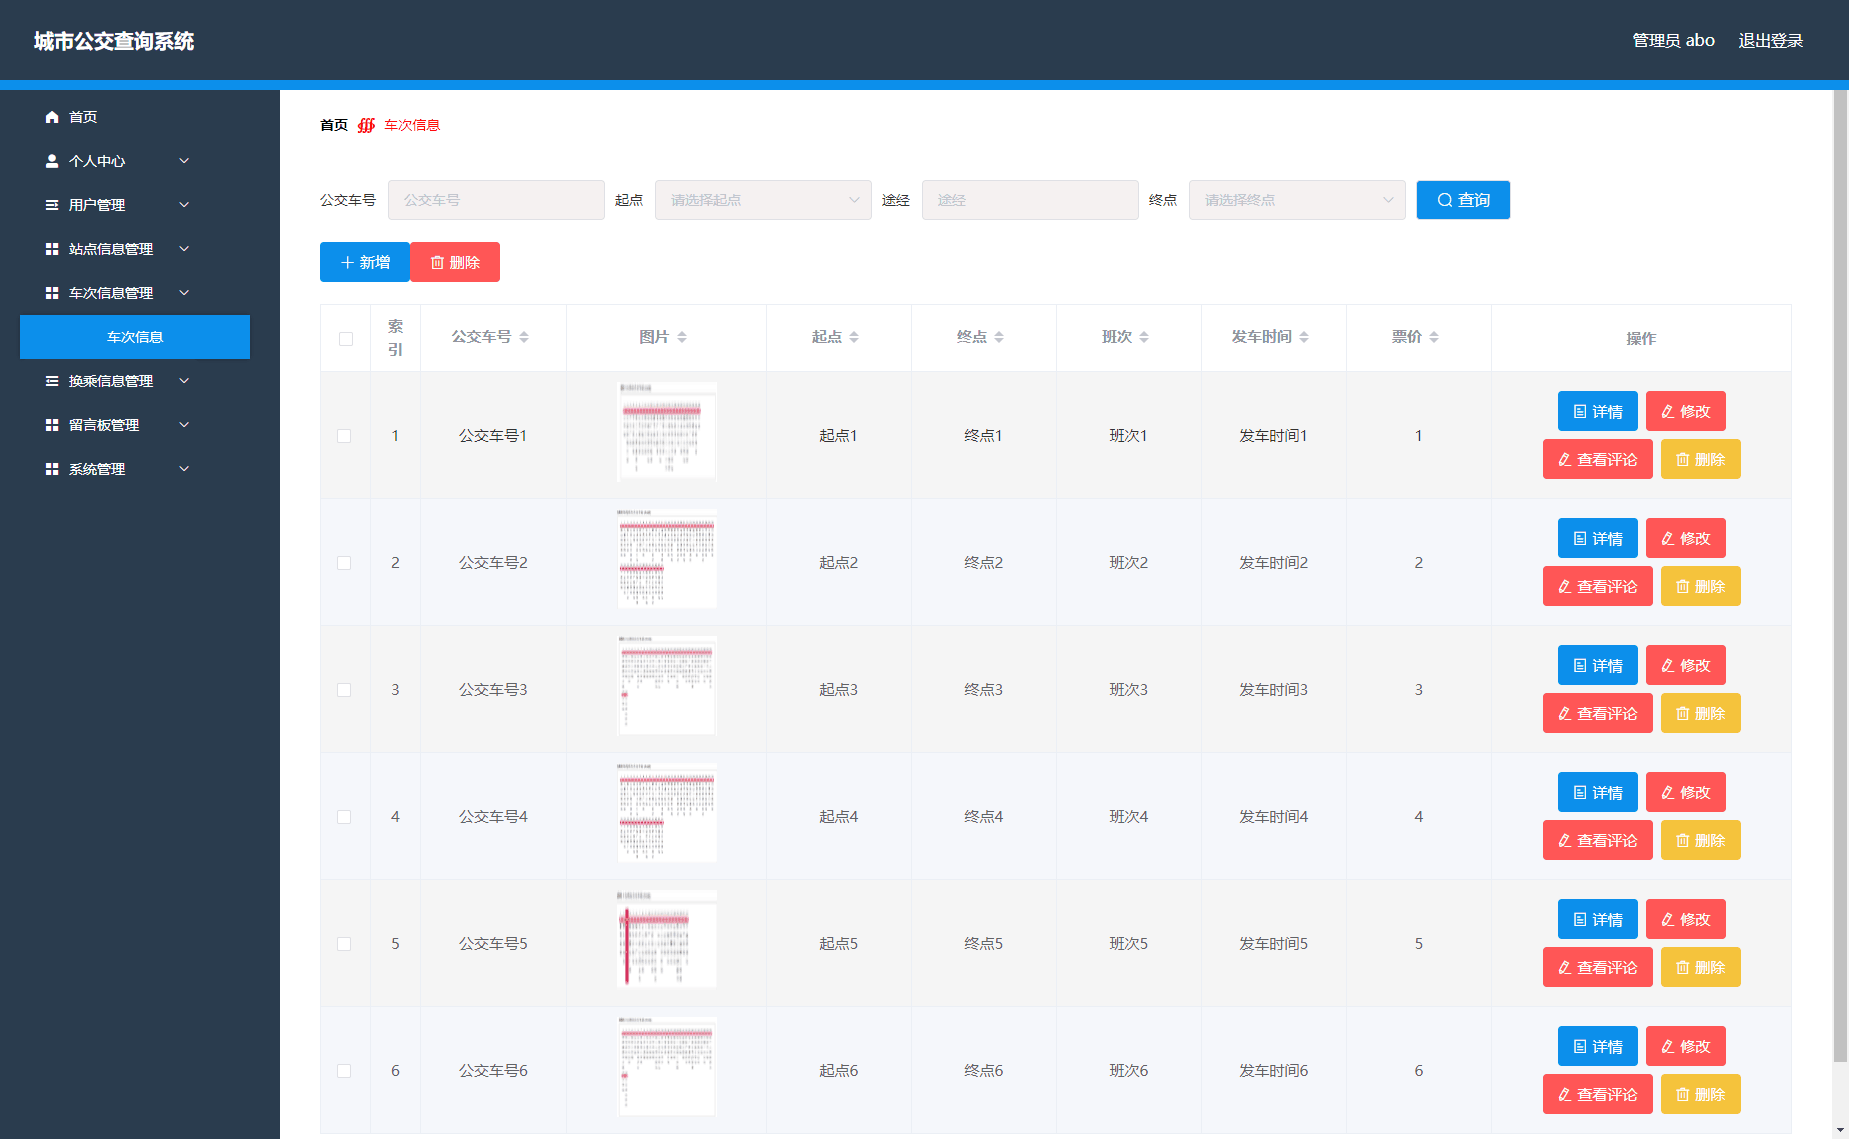 城市公交查询系统
管理员 abo 退出登录
首页
个人中心
用户管理
站点信息管理
车次信息管理
车次信息
换乘信息管理
留言板管理
系统管理
首页 车次信息
公交车号 公交车号 起点 请选择起点 途经 途经 终点 请选择终点 查询
新增 删除
索引 公交车号 图片 起点 终点 班次 发车时间 票价 操作
1 公交车号1 起点1 终点1 班次1 发车时间1 1 详情 修改
查看评论 删除
2 公交车号2 起点2 终点2 班次2 发车时间2 2 详情 修改
查看评论 删除
3 公交车号3 起点3 终点3 班次3 发车时间3 3 详情 修改
查看评论 删除
4 公交车号4 起点4 终点4 班次4 发车时间4 4 详情 修改
查看评论 删除
5 公交车号5 起点5 终点5 班次5 发车时间5 5 详情 修改
查看评论 删除
6 公交车号6 起点6 终点6 班次6 发车时间6 6 详情 修改
查看评论 删除